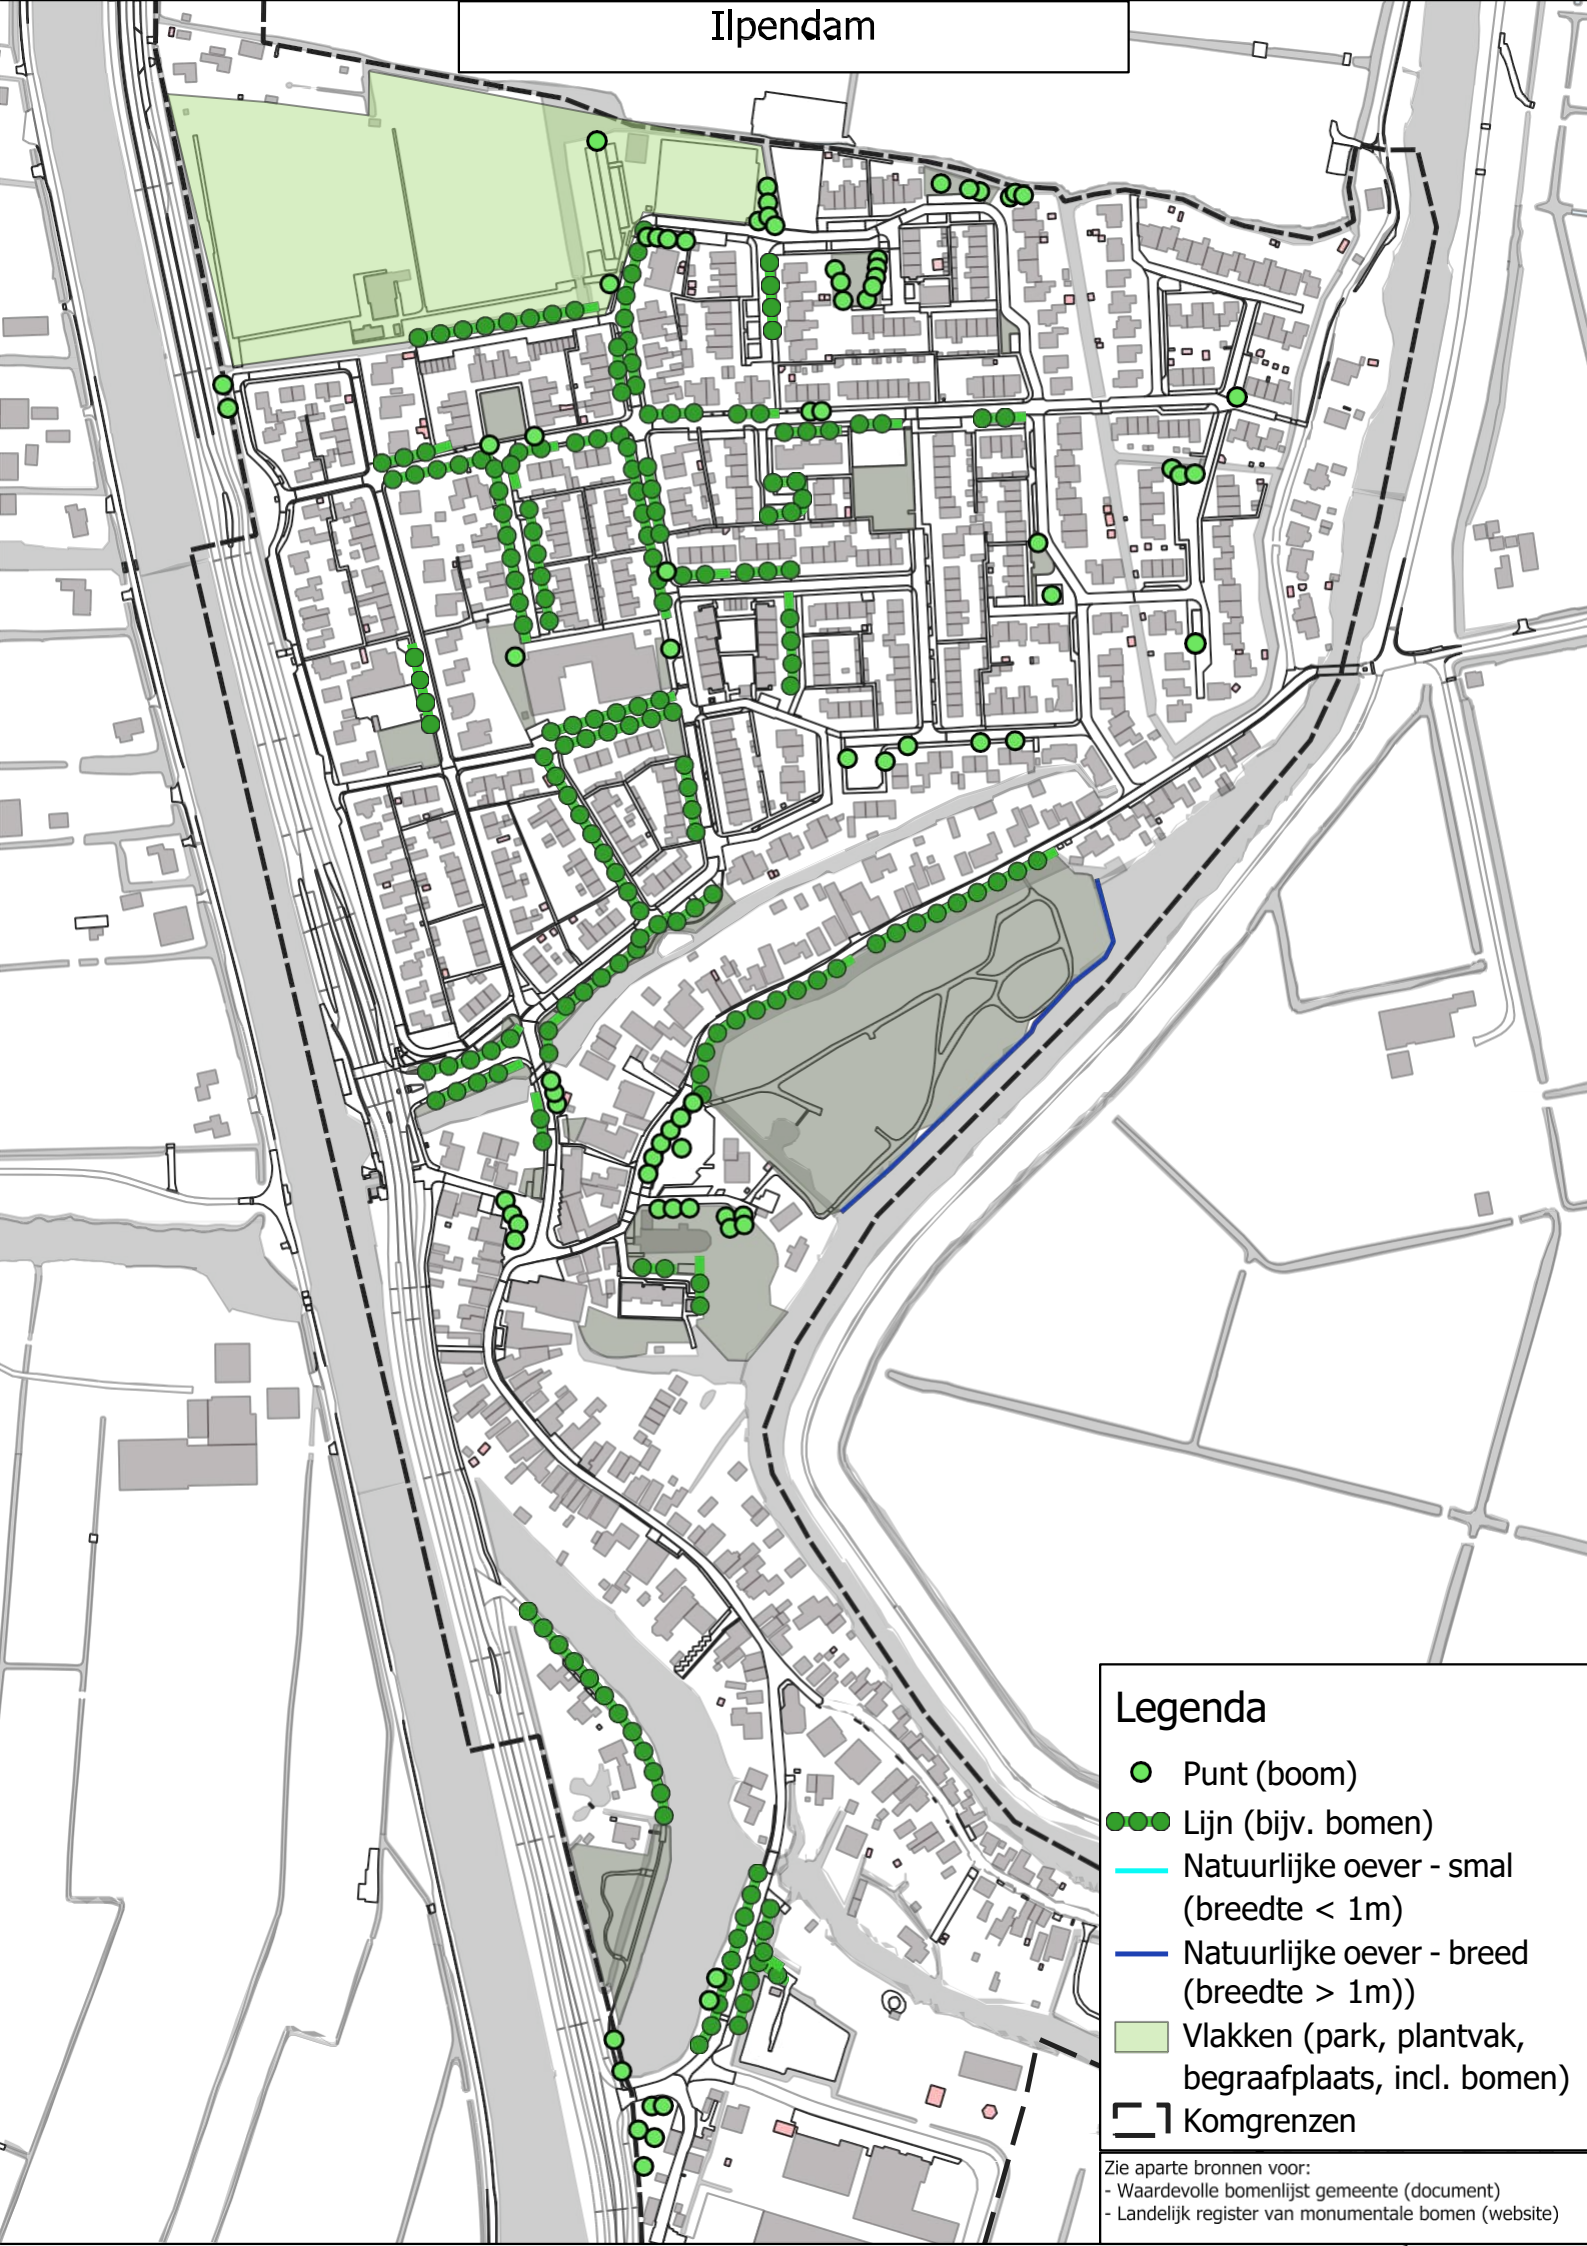 Ilpendam
Legenda
Punt (boom)
Lijn (bijv. bomen)
Natuurlijke oever - smal
(breedte < 1m)
Natuurlijke oever - breed
(breedte > 1m))
Vlakken (park, plantvak,
begraafplaats, incl. bomen)
Komgrenzen
Zie aparte bronnen voor:
- Waardevolle bomenlijst gemeente (document)
- Landelijk register van monumentale bomen (website)